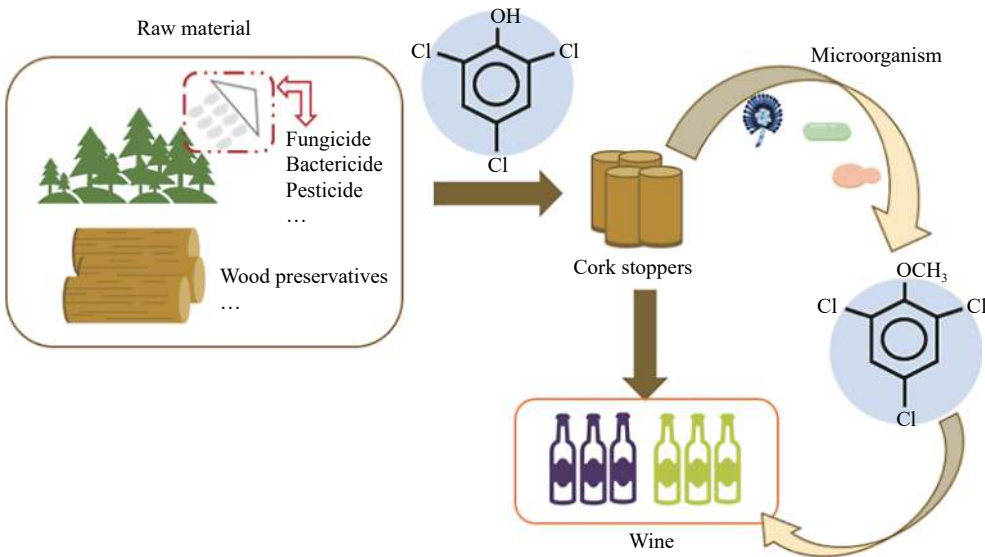 Raw material
Fungicide
Bactericide
Pesticide
…
Wood preservatives
…
OH
Cl
Cl
Cl
Cork stoppers
Microorganism
OCH₃
Cl
Cl
Cl
Wine